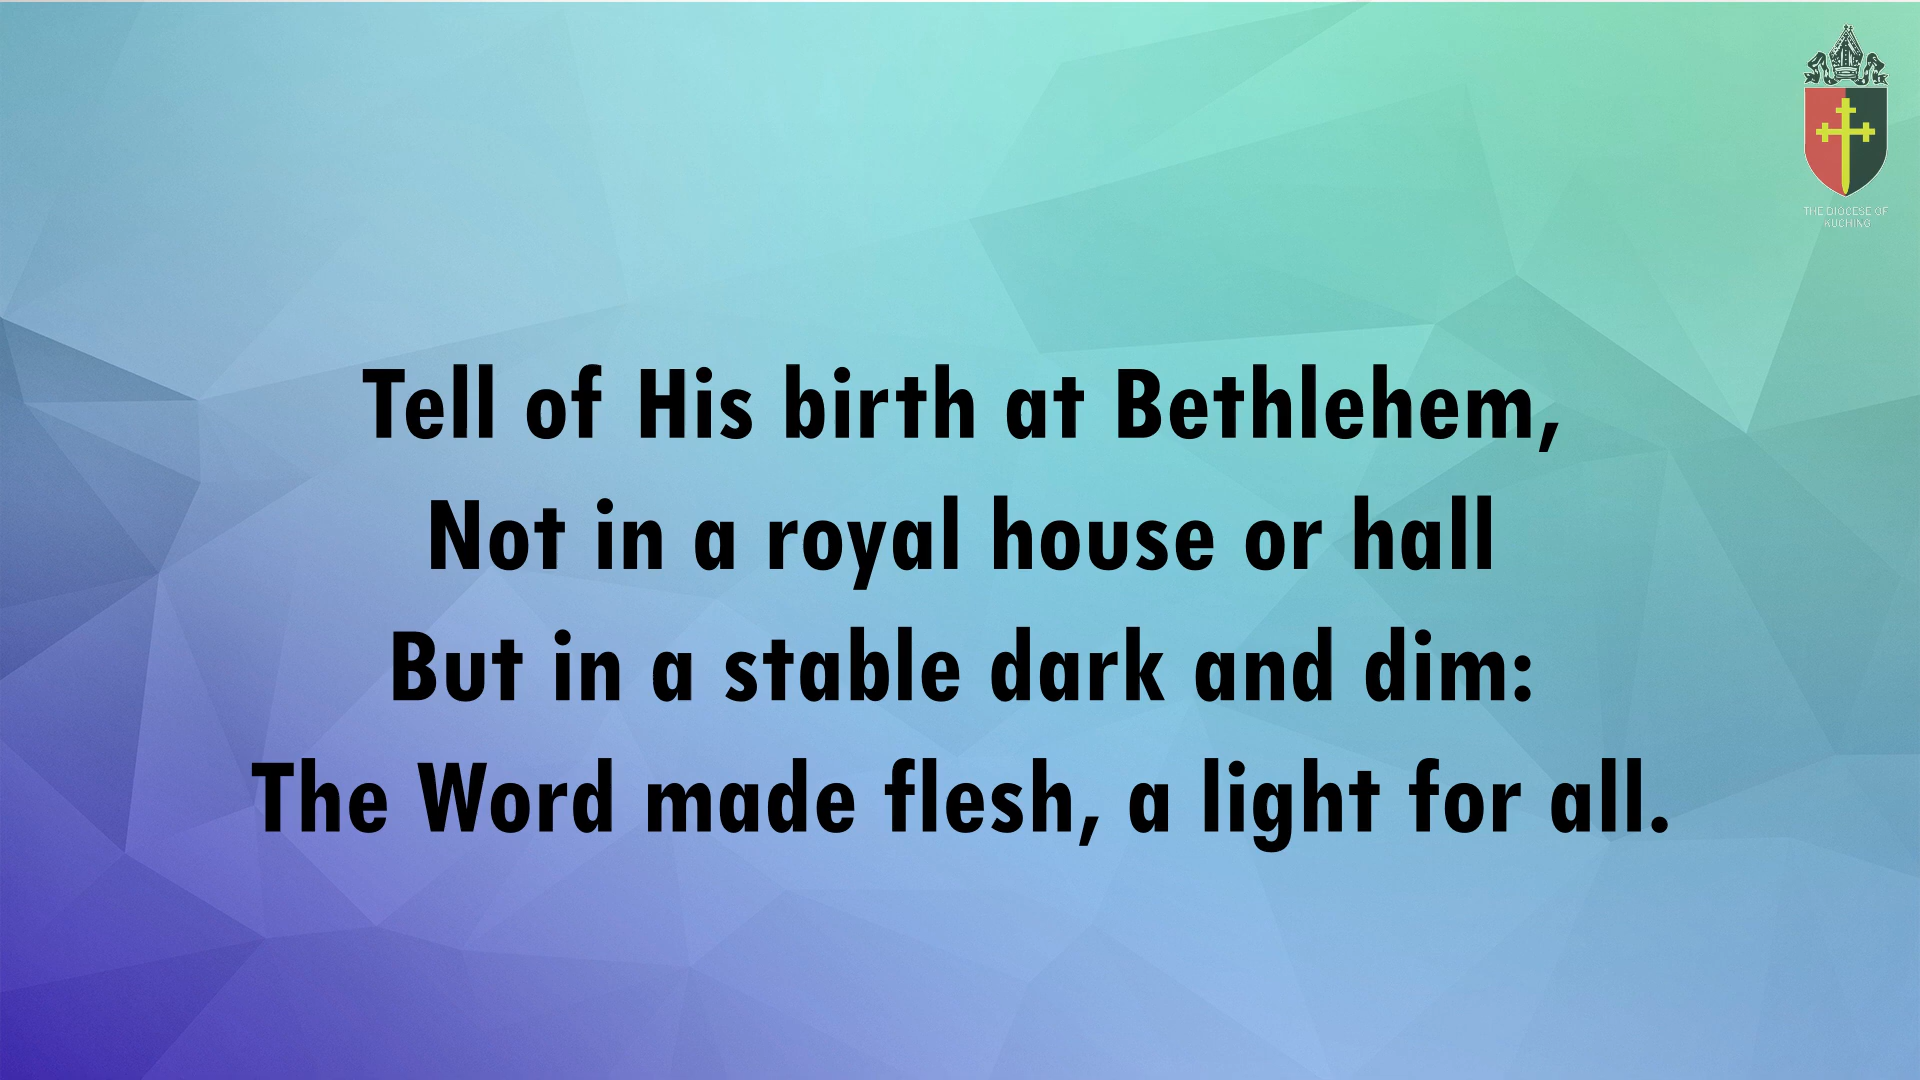 THE DIOCESE OF
KUCHING
Tell of His birth at Bethlehem,
Not in a royal house or hall
But in a stable dark and dim:
The Word made flesh, a light for all.